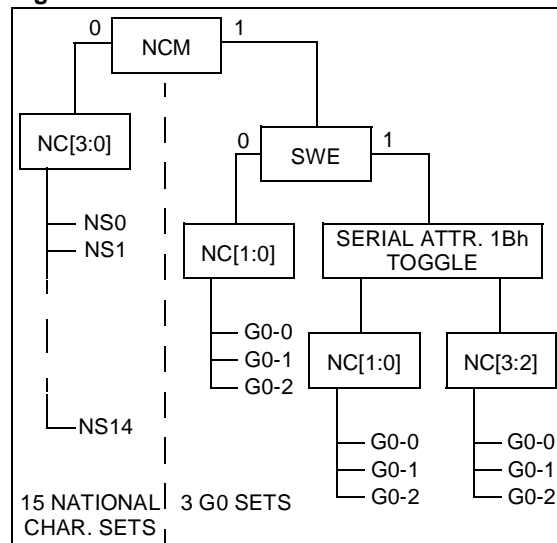 0
NCM
1
NC[3:0]
0
SWE
1
NS0
NS1
NC[1:0]
SERIAL ATTR. 1Bh
TOGGLE
G0-0
G0-1
G0-2
NC[1:0]
NC[3:2]
NS14
G0-0
G0-1
G0-2
G0-0
G0-1
G0-2
15 NATIONAL
CHAR. SETS
3 G0 SETS